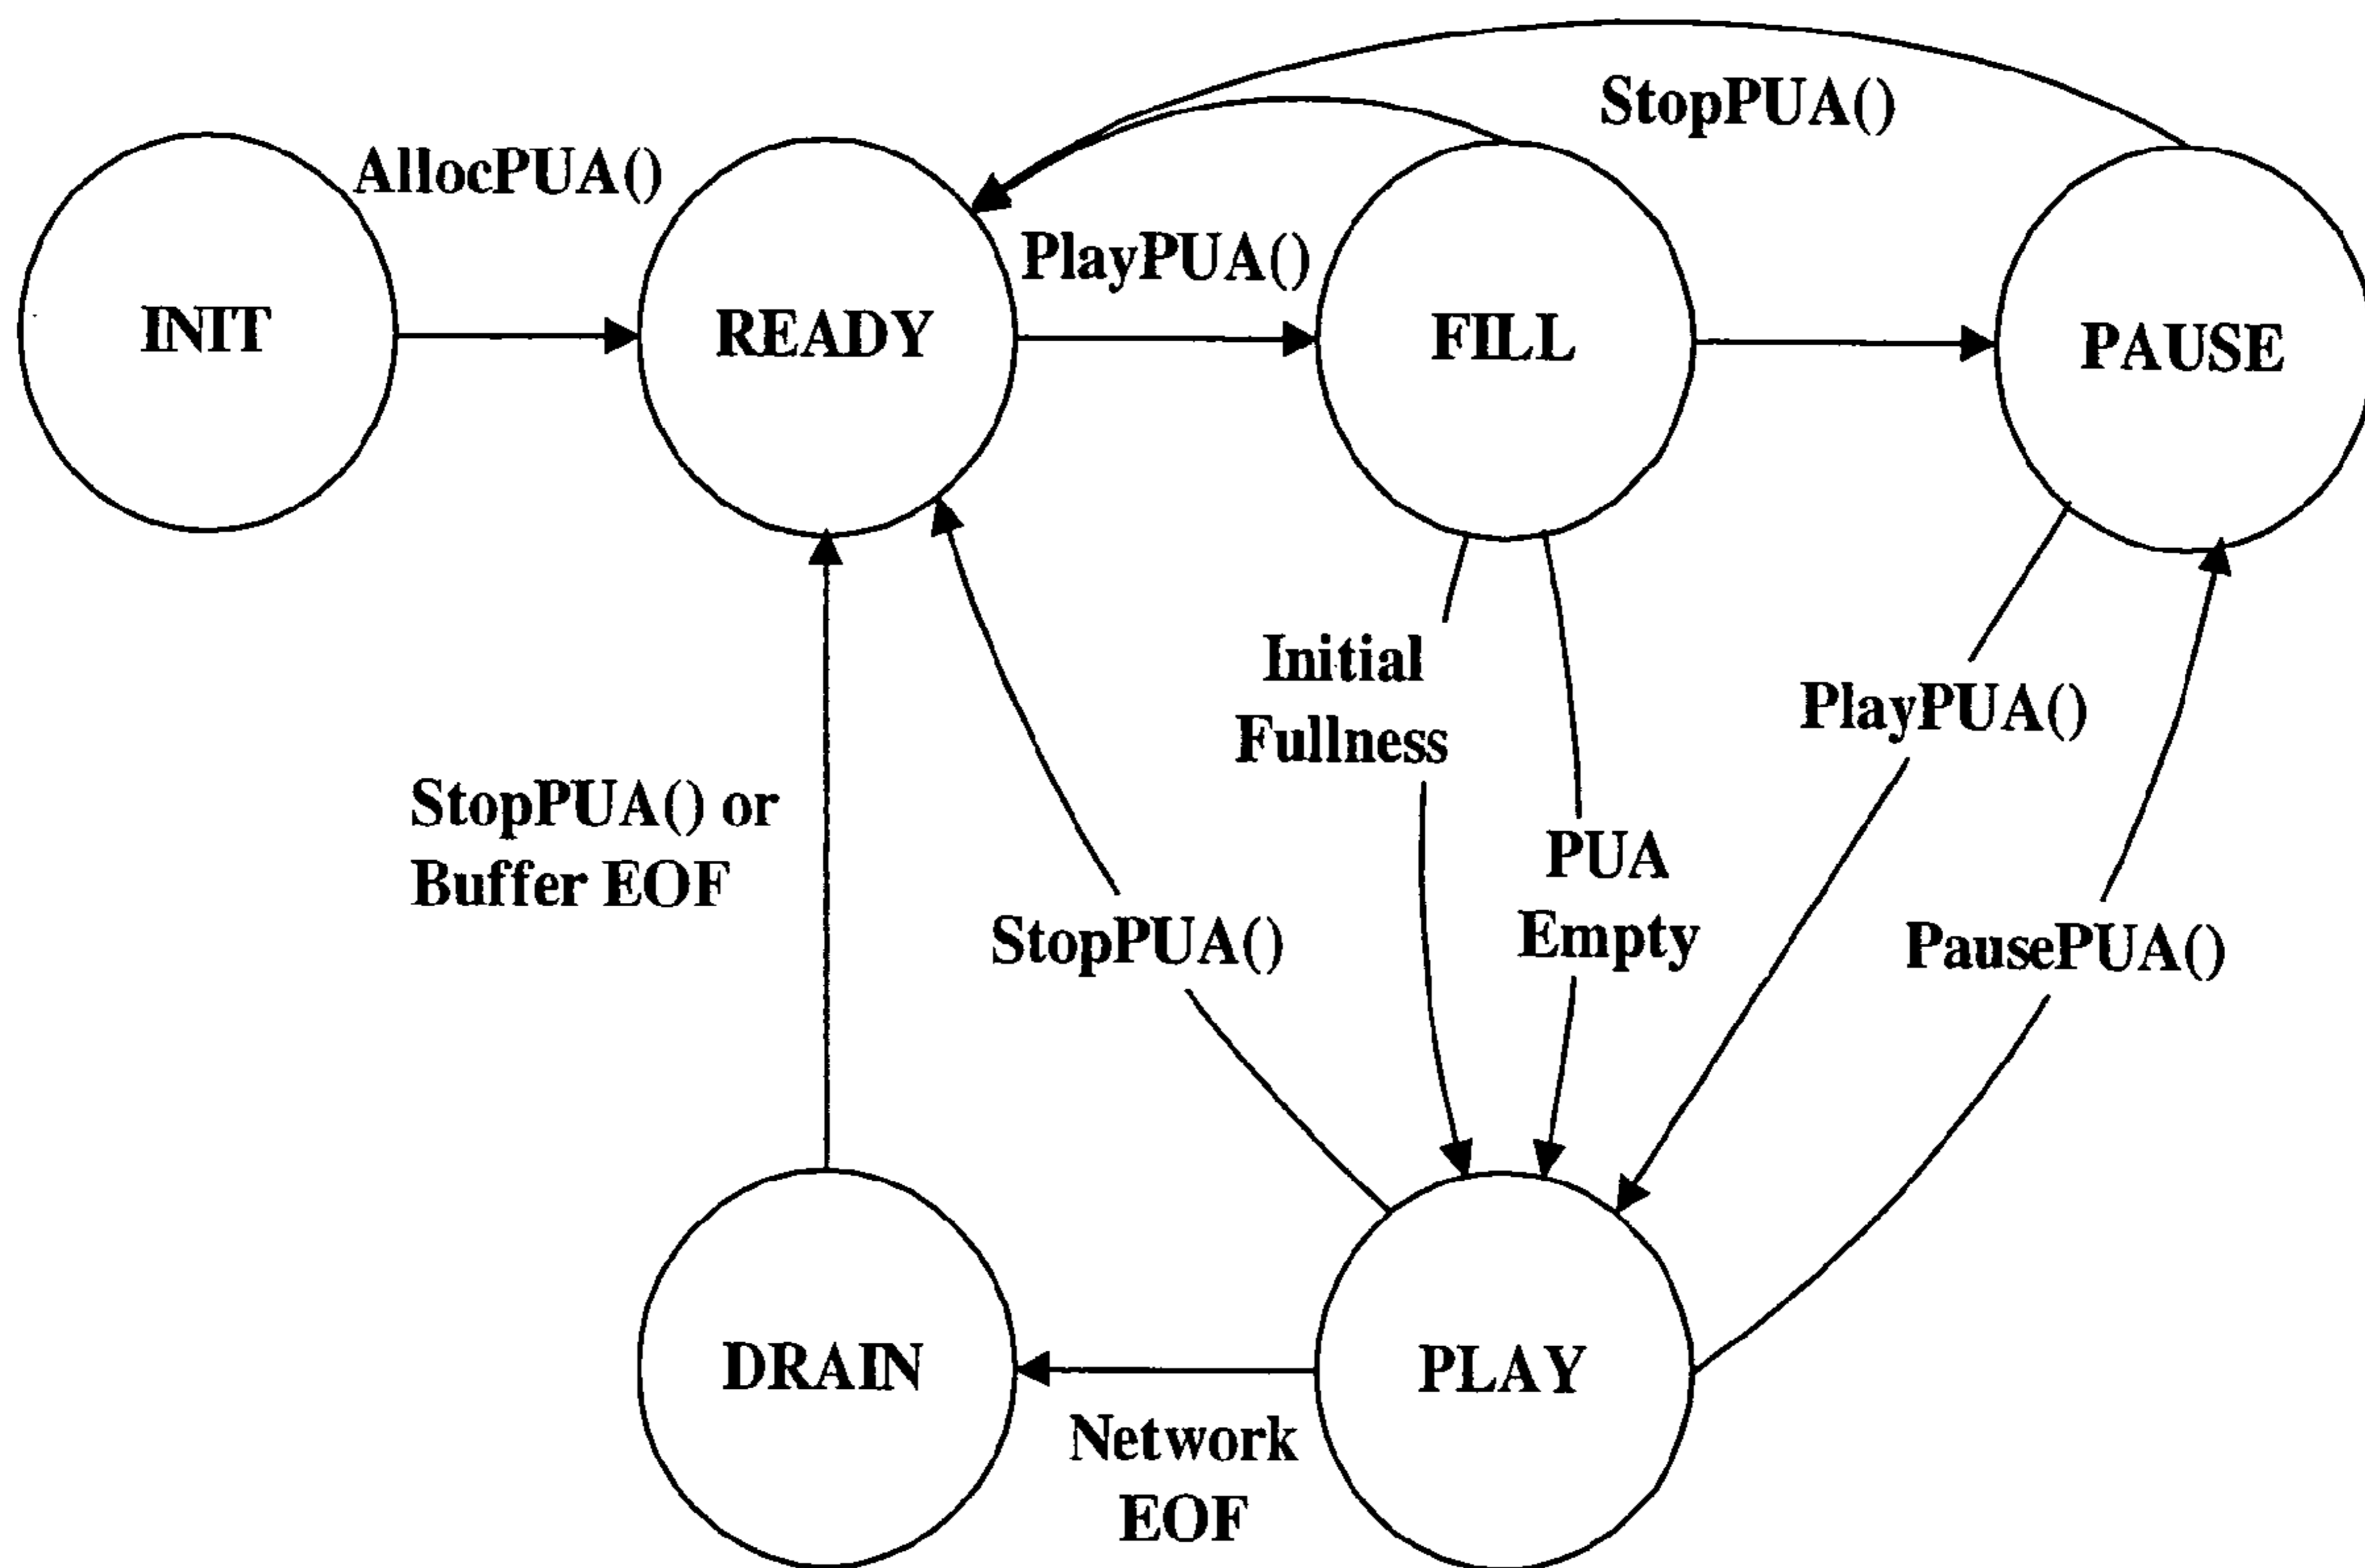 StopPUA()
AllocPUA()
PlayPUA()
INIT
READY
FILL
PAUSE
Initial
Fullness
PlayPUA()
StopPUA() or
Buffer EOF
PUA
Empty
StopPUA()
PausePUA()
DRAIN
PLAY
Network
EOF